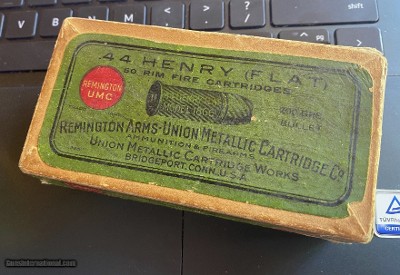 .44 HENRY (FLAT)
50 RIM FIRE CARTRIDGES
REMINGTON
UMC
200 GRS.
BULLET
REMINGTON ARMS-UNION METALLIC CARTRIDGE CO
AMMUNITION & FIREARMS
UNION METALLIC CARTRIDGE WORKS
BRIDGEPORT, CONN. U.S.A.
GunsInternational.com